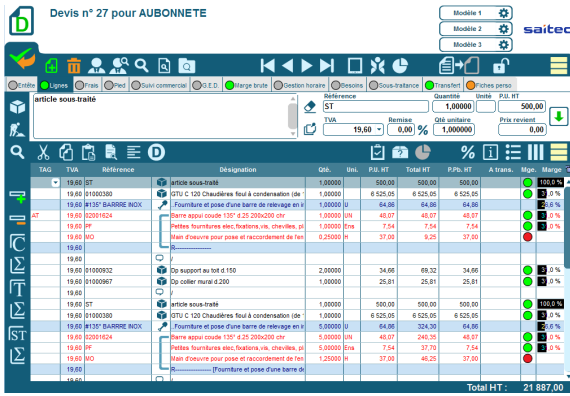 Devis n° 27 pour AUBONNETE
Modèle 1
Modèle 2
Modèle 3
saitec
Entête Lignes Frais Pied Suivi commercial G.E.D. Marge brute Gestion horaire Besoins Sous-traitance Transfert Fiches perso
article sous-traité
Référence Quantité Unité P.U. HT
ST 1,00000 500,00
TVA Remise Qté unitaire Prix revient
19,60 0,00 % 1,000000 0,00
TAG TVA Référence Désignation Qté. Uni. P.U. HT Total HT P.Pb. HT A trans. Mge. Marge
19,60 ST article sous-traité 1,00000 500,00 500,00 500,00 100,0 %
19,60 01000380 GTU C 120 Chaudières fioul à condensation (de 1,00000 6 525,05 6 525,05 6 525,05
19,60 #135° BARRRE INOX ..Fourniture et pose d'une barre de relevage en ir 1,00000 U 64,86 64,86 64,86
AT 19,60 02001624 Barre appui coude 135° d.25 200x200 chr 1,00000 UN 48,07 48,07 48,07
19,60 PF Petites fournitures elec,fixations,vis, chevilles, pl 1,00000 Ens 7,54 7,54 7,54
19,60 MO Main d'oeuvre pour pose et raccordement de l'en 0,25000 H 37,00 9,25 37,00
19,60 R-----------------
19,60 /
19,60 01000932 Dp support au toit d.150 2,00000 34,66 69,32 34,66
19,60 01000967 Dp collier mural d.200 1,00000 25,81 25,81 25,81
19,60 /
19,60 ST article sous-traité 1,00000 500,00 500,00 500,00 100,0 %
19,60 01000380 GTU C 120 Chaudières fioul à condensation (de 1,00000 6 525,05 6 525,05 6 525,05
19,60 #135° BARRRE INOX ..Fourniture et pose d'une barre de relevage en ir 5,00000 U 64,86 324,30 64,86
19,60 02001624 Barre appui coude 135° d.25 200x200 chr 5,00000 UN 48,07 240,35 48,07
19,60 PF Petites fournitures elec,fixations,vis, chevilles, pl 5,00000 Ens 7,54 37,70 7,54
19,60 MO Main d'oeuvre pour pose et raccordement de l'en 1,25000 H 37,00 46,25 37,00
19,60 R----------------- [Fourniture et pose d'une barre de
19,60 /
Total HT : 21 887,00